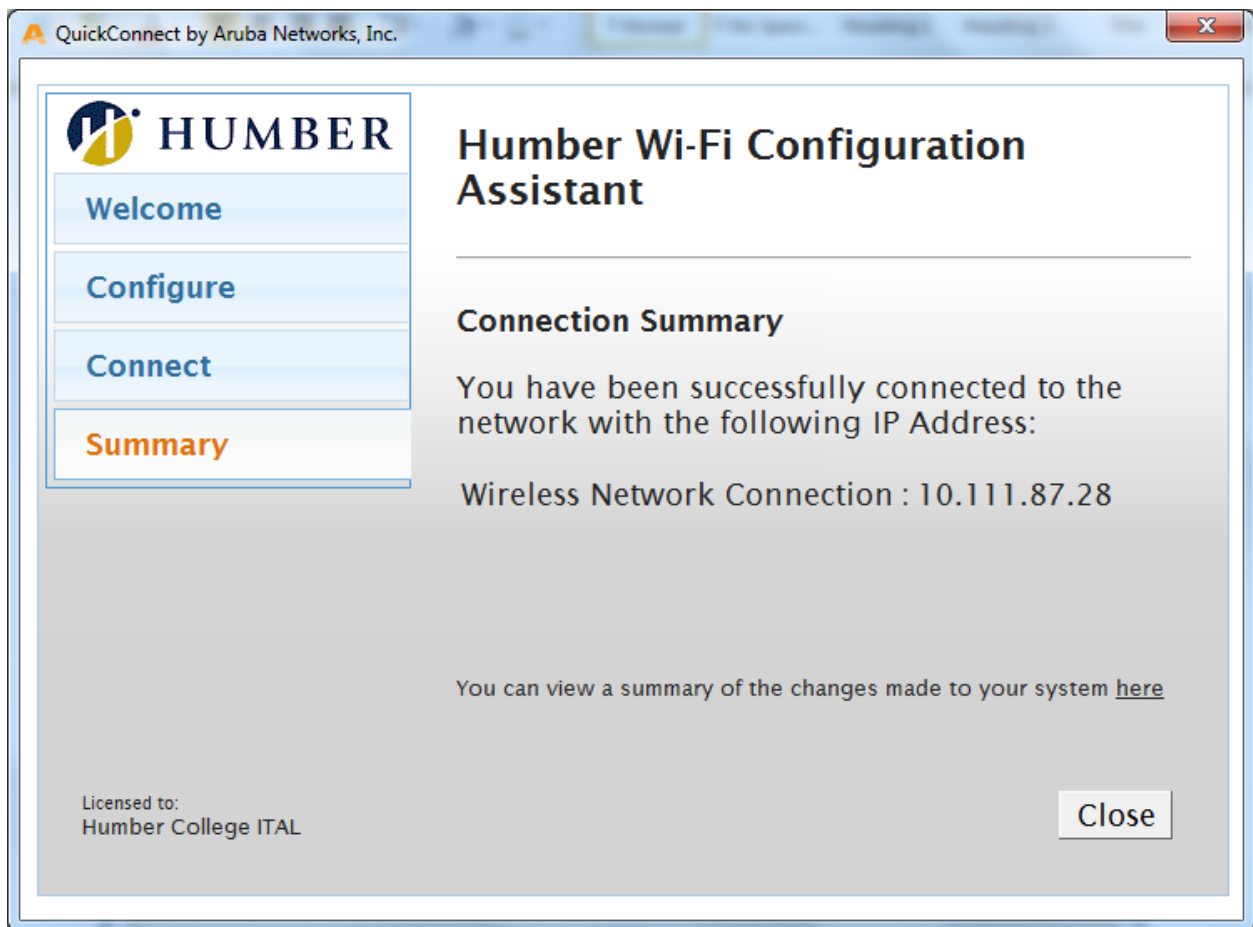 QuickConnect by Aruba Networks, Inc.
HUMBER
Welcome
Configure
Connect
Summary
Humber Wi-Fi Configuration
Assistant
Connection Summary
You have been successfully connected to the
network with the following IP Address:
Wireless Network Connection : 10.111.87.28
You can view a summary of the changes made to your system here
Licensed to:
Humber College ITAL
Close